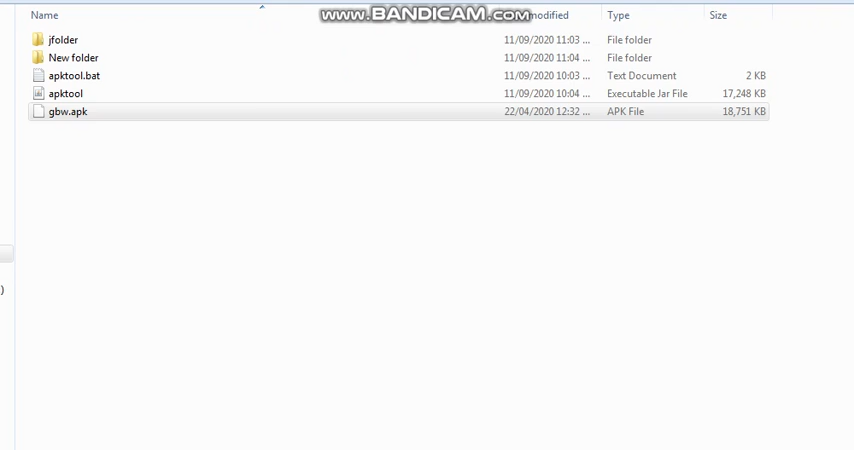 www.BANDICAM.com
Name modified Type Size
jfolder 11/09/2020 11:03 ... File folder
New folder 11/09/2020 11:04 ... File folder
apktool.bat 11/09/2020 10:03 ... Text Document 2 KB
apktool 11/09/2020 10:04 ... Executable Jar File 17,248 KB
gbw.apk 22/04/2020 12:32 ... APK File 18,751 KB
)